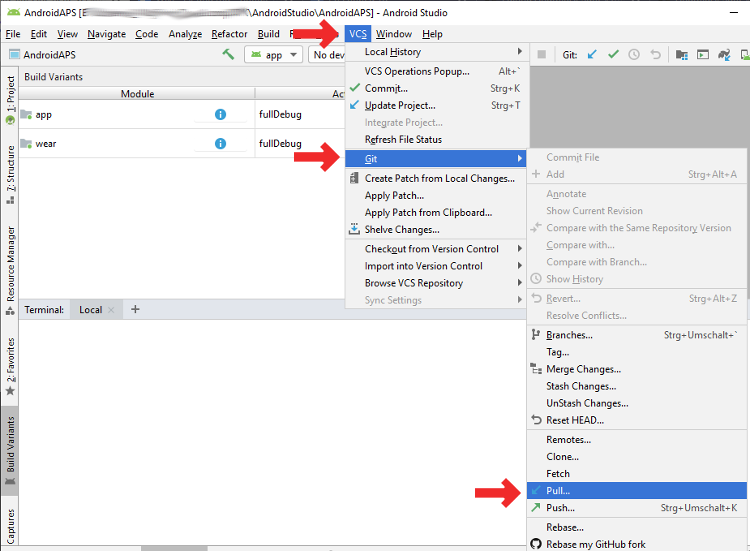 AndroidAPS [E \AndroidStudio\AndroidAPS] - Android Studio
File Edit View Navigate Code Analyze Refactor Build R VCS Window Help
AndroidAPS app No dev Git:
Build Variants
Module Act
app fullDebug
wear fullDebug
1: Project
7: Structure
Resource Manager
2: Favorites
Build Variants
Captures
Terminal: Local
Local History
VCS Operations Popup... Alt+`
Commit... Strg+K
Update Project... Strg+T
Integrate Project...
Refresh File Status
Git
Create Patch from Local Changes...
Apply Patch...
Apply Patch from Clipboard...
Shelve Changes...
Checkout from Version Control
Import into Version Control
Browse VCS Repository
Sync Settings
Commit File
Add Strg+Alt+A
Annotate
Show Current Revision
Compare with the Same Repository Version
Compare with...
Compare with Branch...
Show History
Revert... Strg+Alt+Z
Resolve Conflicts...
Branches... Strg+Umschalt+`
Tag...
Merge Changes...
Stash Changes...
UnStash Changes...
Reset HEAD...
Remotes...
Clone...
Fetch
Pull...
Push... Strg+Umschalt+K
Rebase...
Rebase my GitHub fork